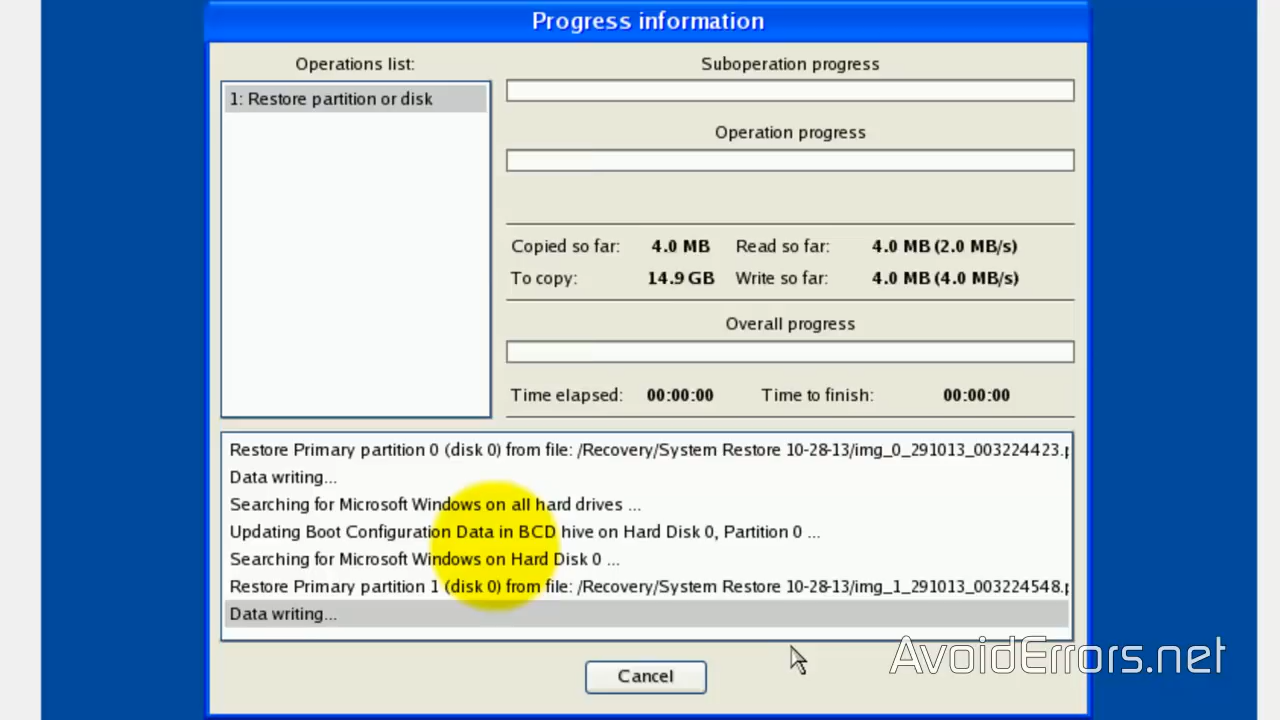 Progress information
Operations list:
1: Restore partition or disk
Suboperation progress
Operation progress
Copied so far: 4.0 MB Read so far: 4.0 MB (2.0 MB/s)
To copy: 14.9 GB Write so far: 4.0 MB (4.0 MB/s)
Overall progress
Time elapsed: 00:00:00 Time to finish: 00:00:00
Restore Primary partition 0 (disk 0) from file: /Recovery/System Restore 10-28-13/img_0_291013_003224423.p
Data writing...
Searching for Microsoft Windows on all hard drives ...
Updating Boot Configuration Data in BCD hive on Hard Disk 0, Partition 0 ...
Searching for Microsoft Windows on Hard Disk 0 ...
Restore Primary partition 1 (disk 0) from file: /Recovery/System Restore 10-28-13/img_1_291013_003224548.p
Data writing...
Cancel
AvoidErrors.net